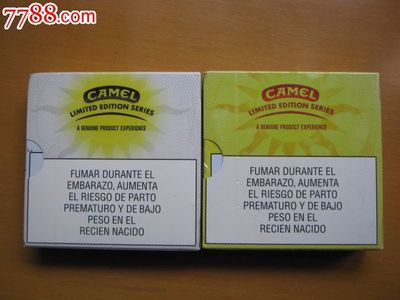 7788.com
CAMEL
LIMITED EDITION SERIES
A GENUINE PRODUCT EXPERIENCE
FUMAR DURANTE EL
EMBARAZO, AUMENTA
EL RIESGO DE PARTO
PREMATURO Y DE BAJO
PESO EN EL
RECIEN NACIDO
CAMEL
LIMITED EDITION SERIES
A GENUINE PRODUCT EXPERIENCE
FUMAR DURANTE EL
EMBARAZO, AUMENTA
EL RIESGO DE PARTO
PREMATURO Y DE BAJO
PESO EN EL
RECIEN NACIDO